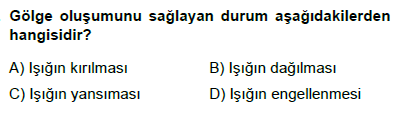 Gölge oluşumunu sağlayan durum aşağıdakilerden
hangisidir?
A) Işığın kırılması B) Işığın dağılması
C) Işığın yansıması D) Işığın engellenmesi